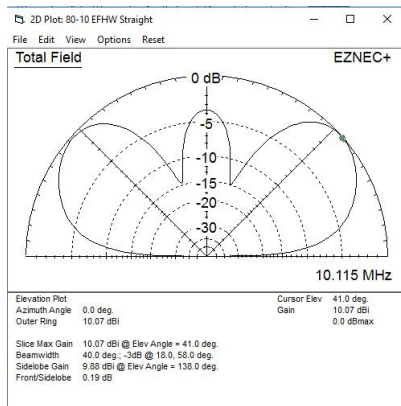 2D Plot: 80-10 EFHW Straight
File Edit View Options Reset
Total Field
EZNEC+
0 dB
-5
-10
-15
-20
-30
10.115 MHz
Elevation Plot
Azimuth Angle 0.0 deg.
Outer Ring 10.07 dBi
Cursor Elev 41.0 deg.
Gain 10.07 dBi
0.0 dBmax
Slice Max Gain 10.07 dBi @ Elev Angle = 41.0 deg.
Beamwidth 40.0 deg.; -3dB @ 18.0, 58.0 deg.
Sidelobe Gain 9.88 dBi @ Elev Angle = 138.0 deg.
Front/Sidelobe 0.19 dB